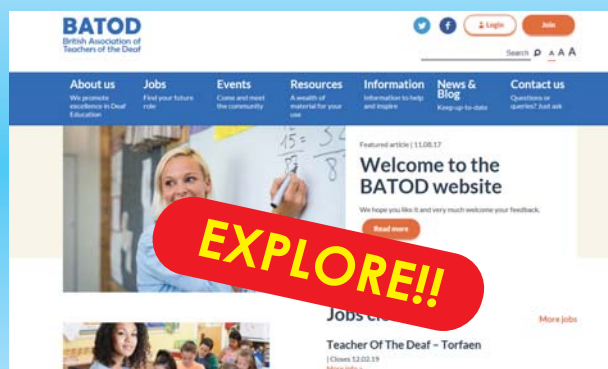 BATOD
British Association of
Teachers of the Deaf
Login
Join
Search
A A A
About us
We promote
excellence in Deaf
Education
Jobs
Find your future
role
Events
Come and meet
the community
Resources
A wealth of
material for your
use
Information
Information to help
and inspire
News &
Blog
Keep up-to-date
Contact us
Questions or
queries? Just ask
Featured article | 11.08.17
Welcome to the
BATOD website
We hope you like it and very much welcome your feedback.
Read more
EXPLORE!!
More jobs
Teacher Of The Deaf – Torfaen
| Closes 12.02.19
More info